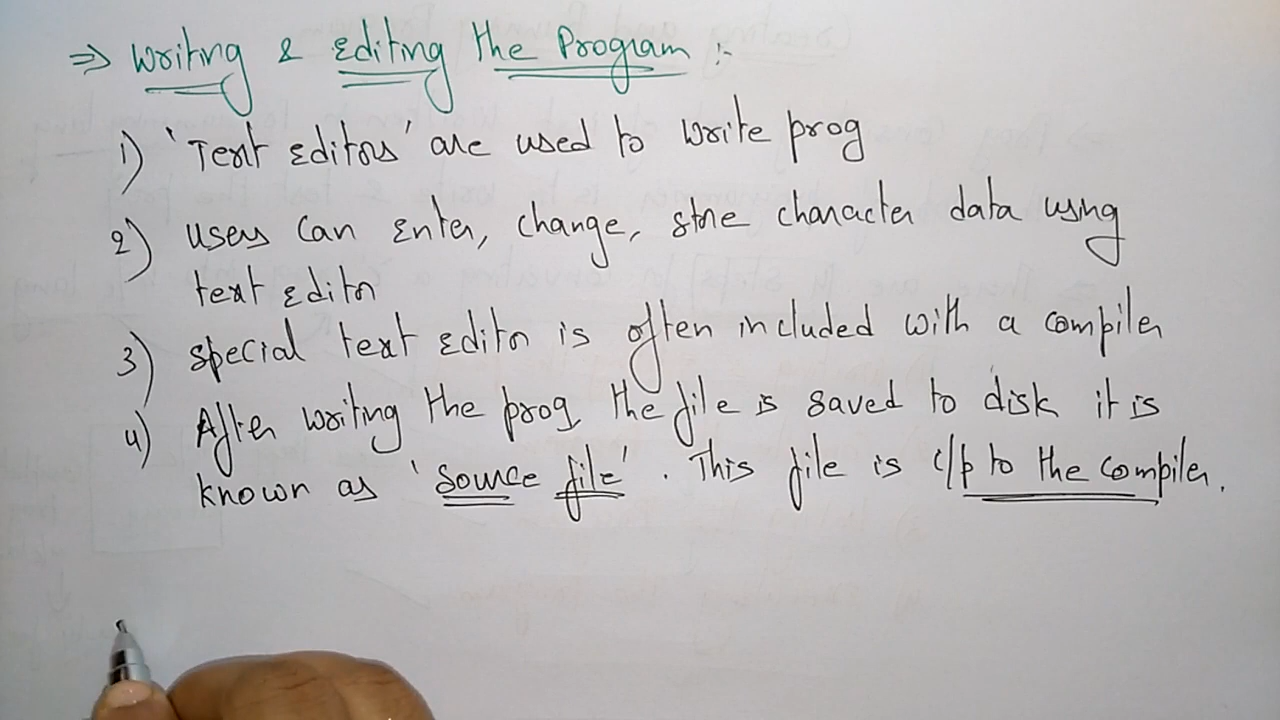 ⇒ Writing & Editing the Program :-
1) 'Text Editors' are used to write prog
2) Users can Enter, change, store character data using
text editor
3) special text Editor is often included with a compiler
4) After writing the prog, the file is saved to disk it is
known as 'source file'. This file is i/p to the compiler.